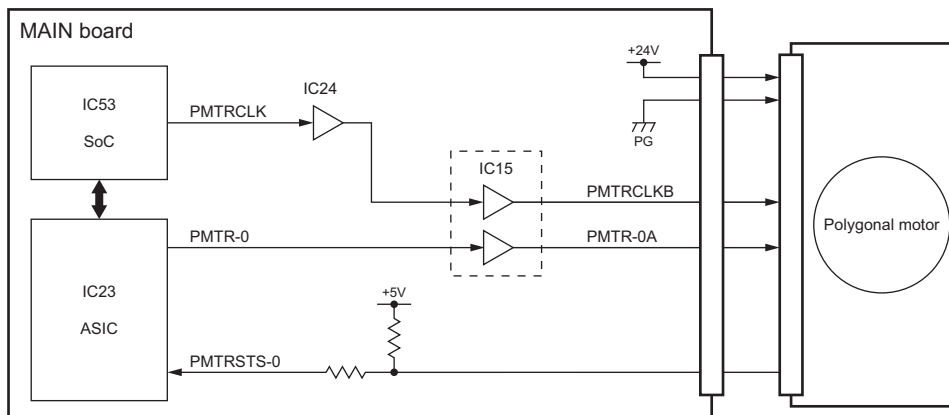 MAIN board
+24V
IC53
SoC
PMTRCLK
IC24
PG
IC15
PMTRCLKB
Polygonal motor
PMTR-0
PMTR-0A
IC23
ASIC
+5V
PMTRSTS-0